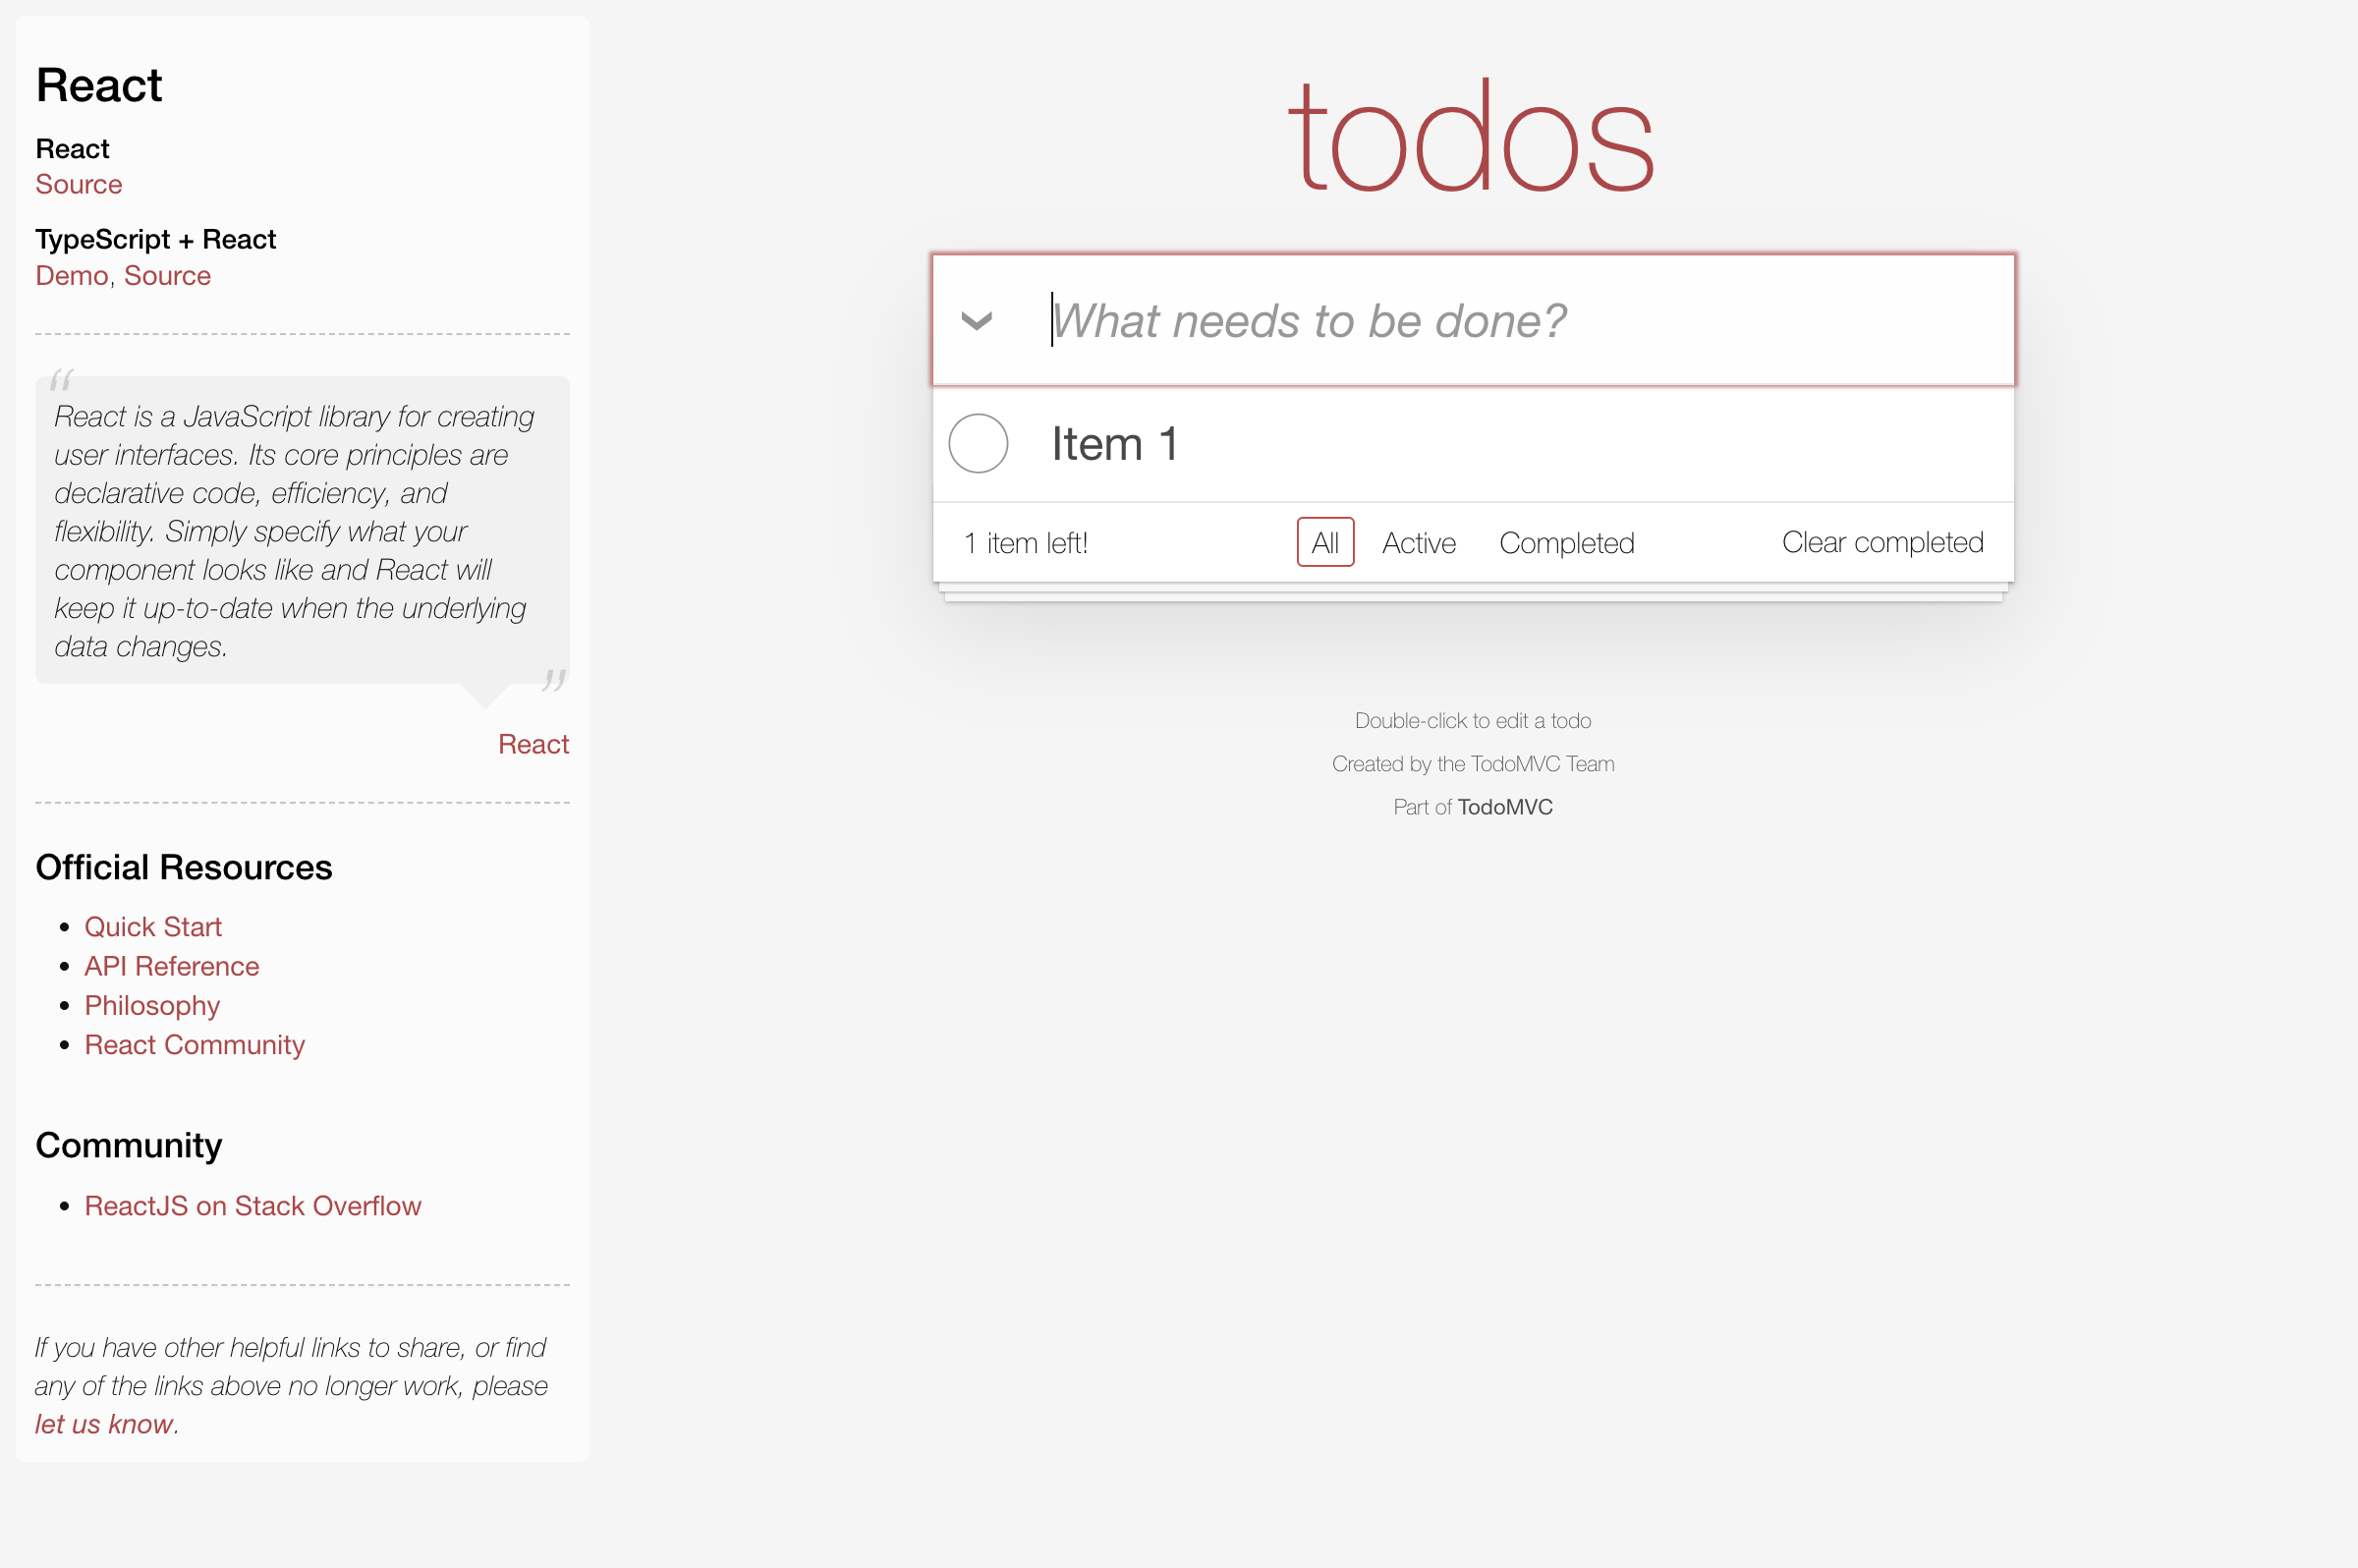 React
React
Source
TypeScript + React
Demo, Source
“
React is a JavaScript library for creating
user interfaces. Its core principles are
declarative code, efficiency, and
flexibility. Simply specify what your
component looks like and React will
keep it up-to-date when the underlying
data changes.
”
React
Official Resources
• Quick Start
• API Reference
• Philosophy
• React Community
Community
• ReactJS on Stack Overflow
If you have other helpful links to share, or find
any of the links above no longer work, please
let us know.
todos
What needs to be done?
Item 1
1 item left! All Active Completed Clear completed
Double-click to edit a todo
Created by the TodoMVC Team
Part of TodoMVC